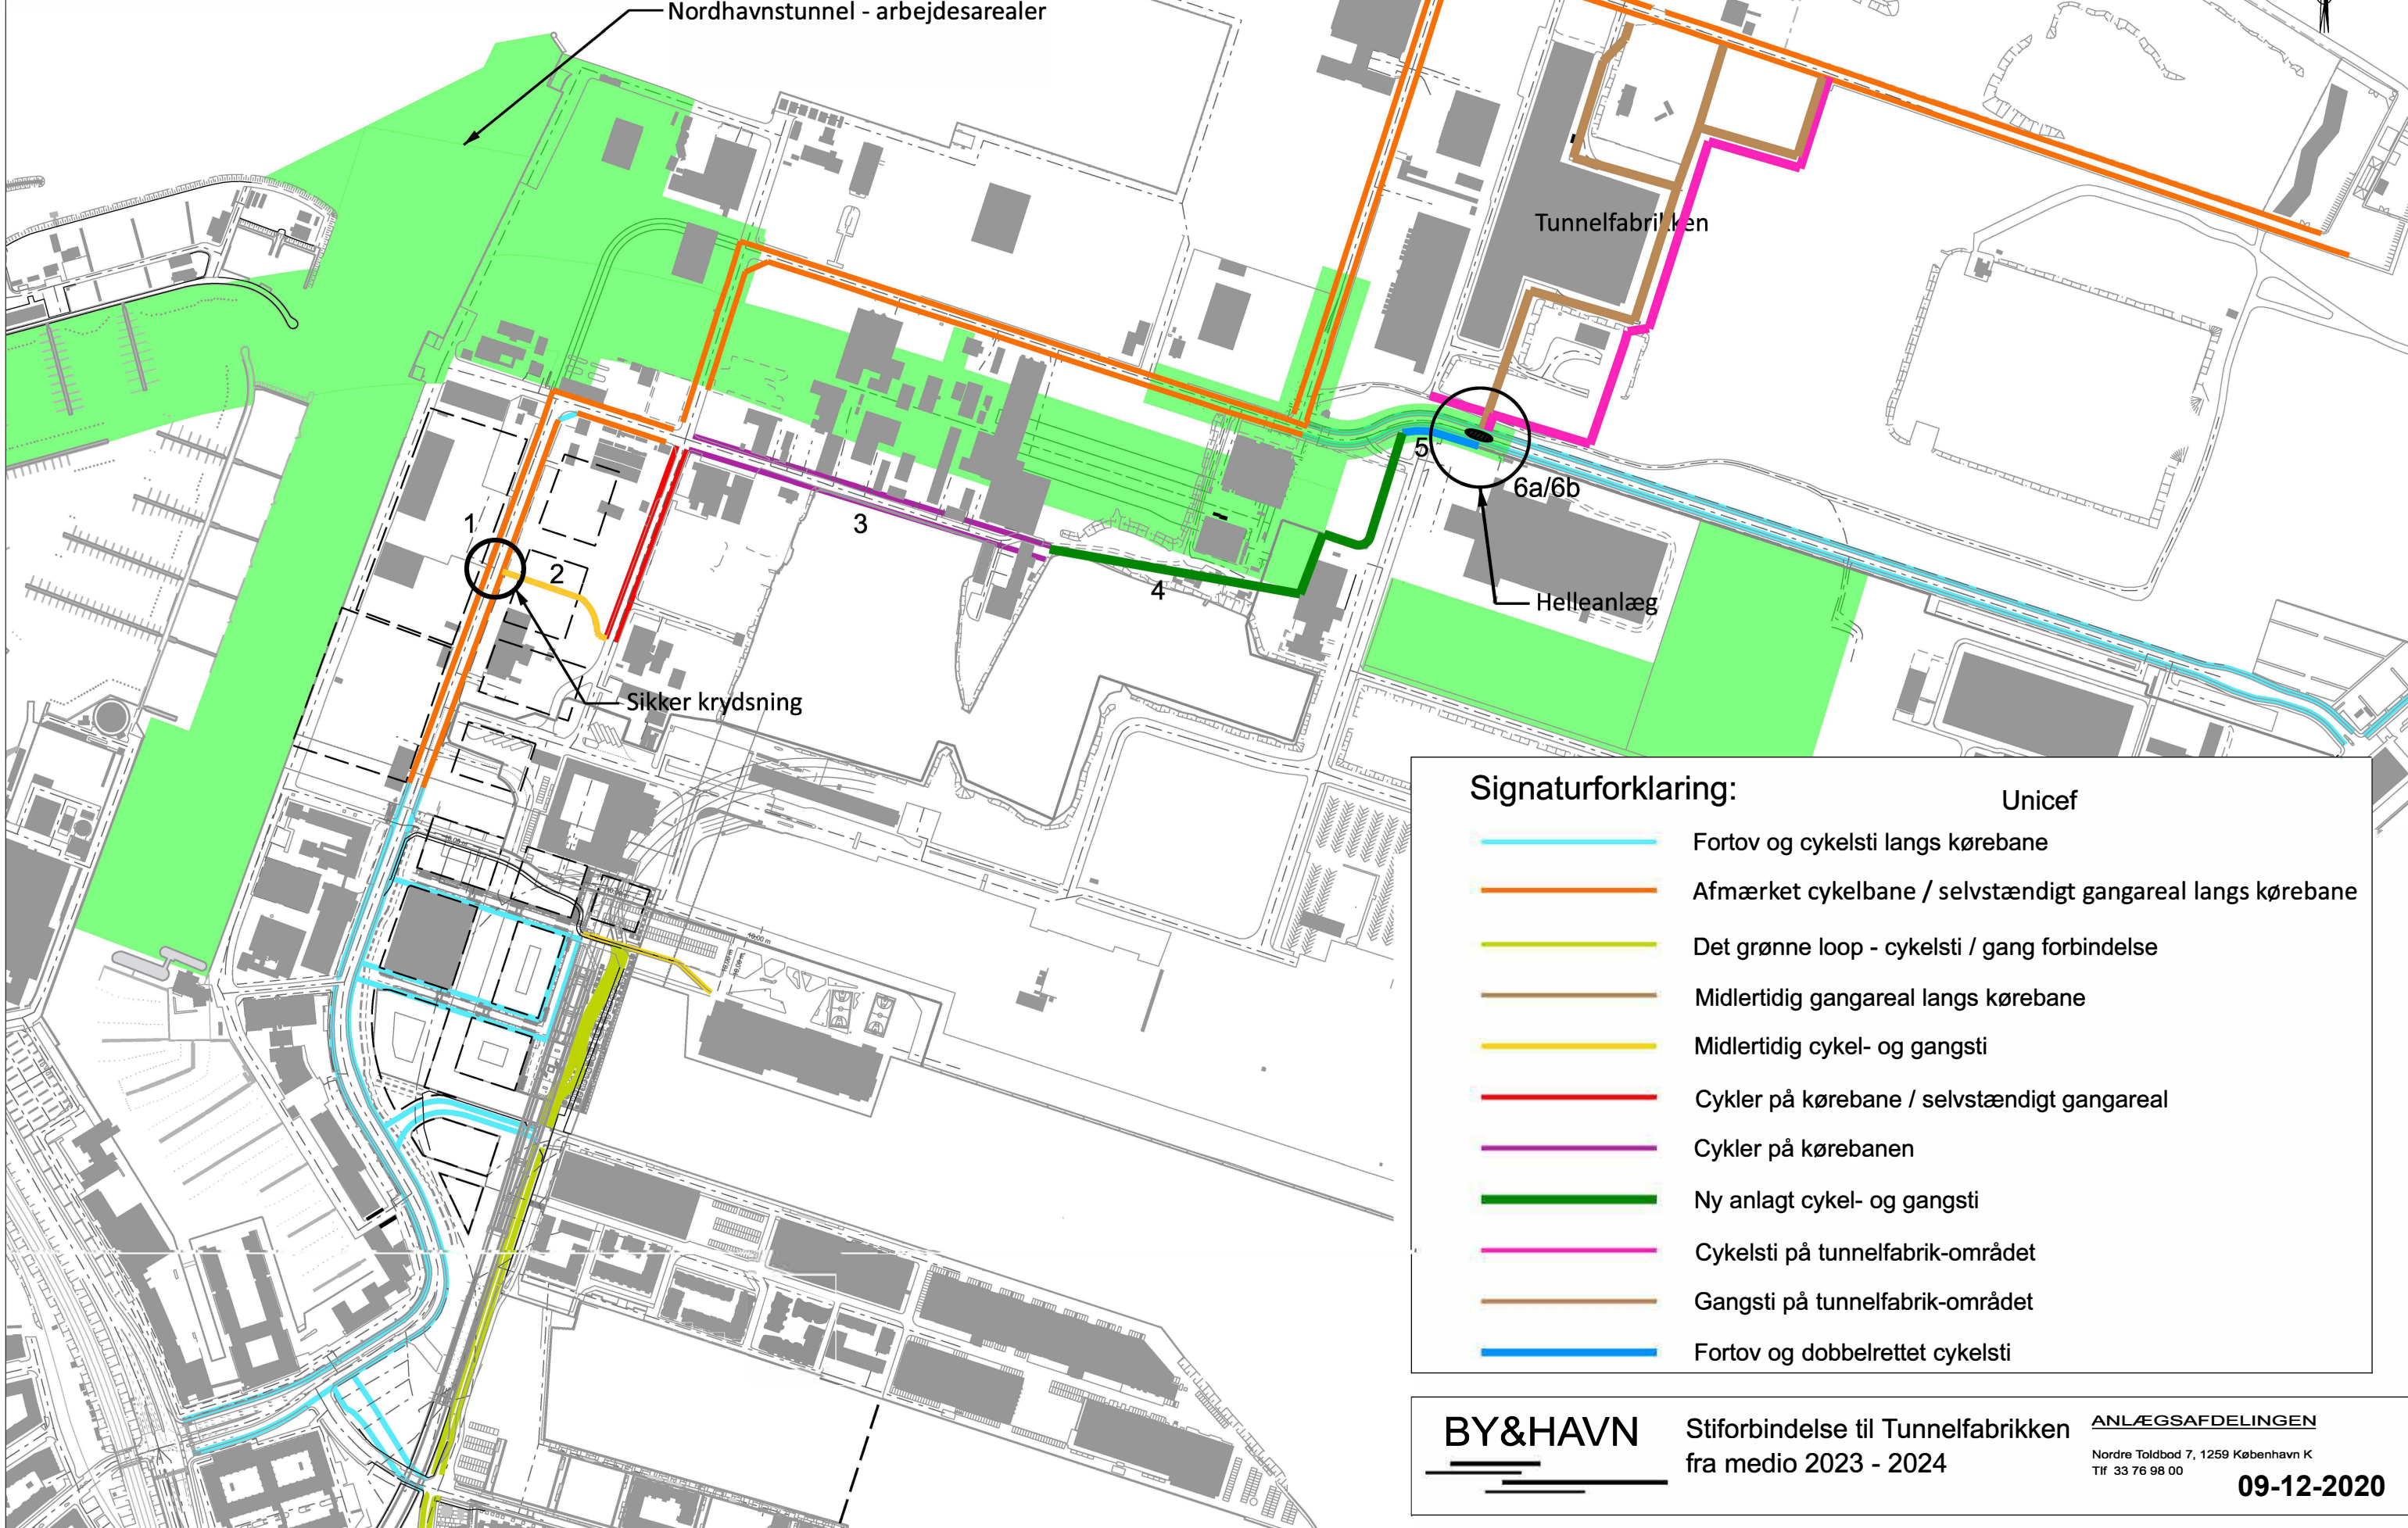 Nordhavnstunnel - arbejdesarealer
Tunnelfabrikken
1
2
3
4
5
6a/6b
Helleanlæg
Sikker krydsning
Signaturforklaring:
Unicef
Fortov og cykelsti langs kørebane
Afmærket cykelbane / selvstændigt gangareal langs kørebane
Det grønne loop - cykelsti / gang forbindelse
Midlertidig gangareal langs kørebane
Midlertidig cykel- og gangsti
Cykler på kørebane / selvstændigt gangareal
Cykler på kørebanen
Ny anlagt cykel- og gangsti
Cykelsti på tunnelfabrik-området
Gangsti på tunnelfabrik-området
Fortov og dobbelrettet cykelsti
BY&HAVN
Stiforbindelse til Tunnelfabrikken
fra medio 2023 - 2024
ANLÆGSAFDELINGEN
Nordre Toldbod 7, 1259 København K
Tlf 33 76 98 00
09-12-2020